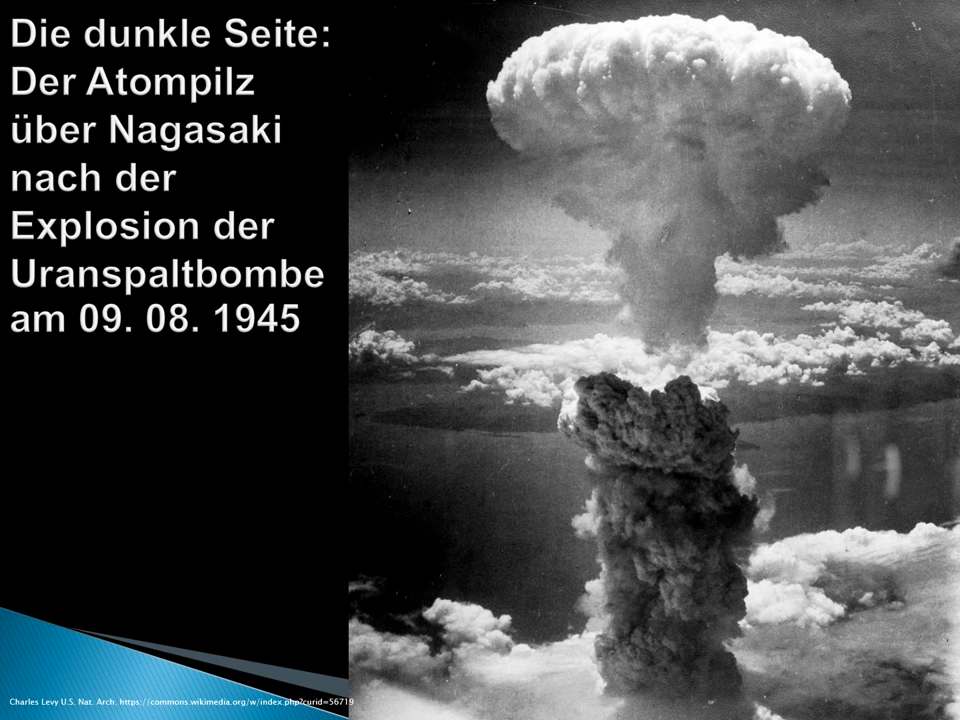 Die dunkle Seite:
Der Atompilz
über Nagasaki
nach der
Explosion der
Uranspaltbombe
am 09. 08. 1945
Charles Levy U.S. Nat. Arch. https://commons.wikimedia.org/w/index.php?curid=56719